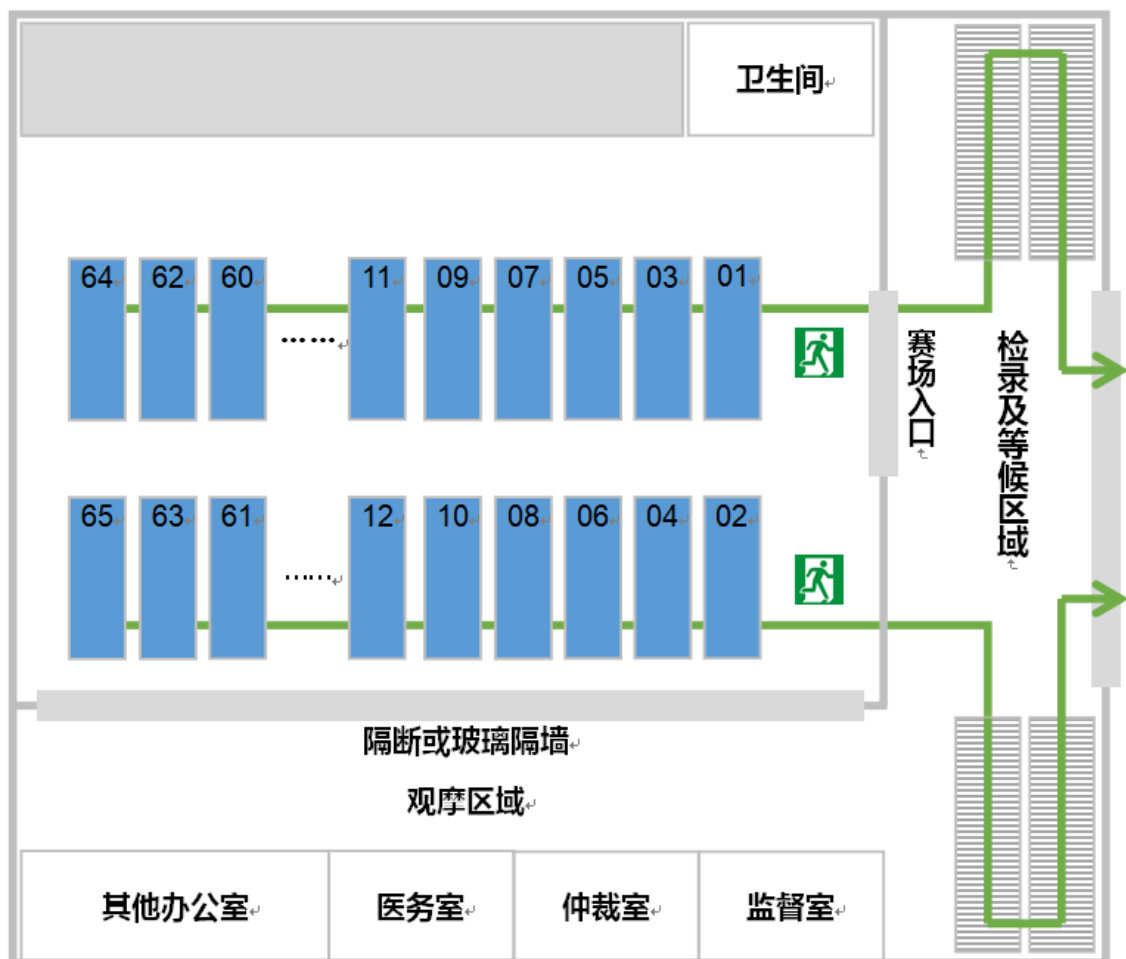 卫生间
64 62 60 11 09 07 05 03 01
……
赛场入口
检录及等候区域
65 63 61 12 10 08 06 04 02
……
隔断或玻璃隔墙
观摩区域
其他办公室 医务室 仲裁室 监督室